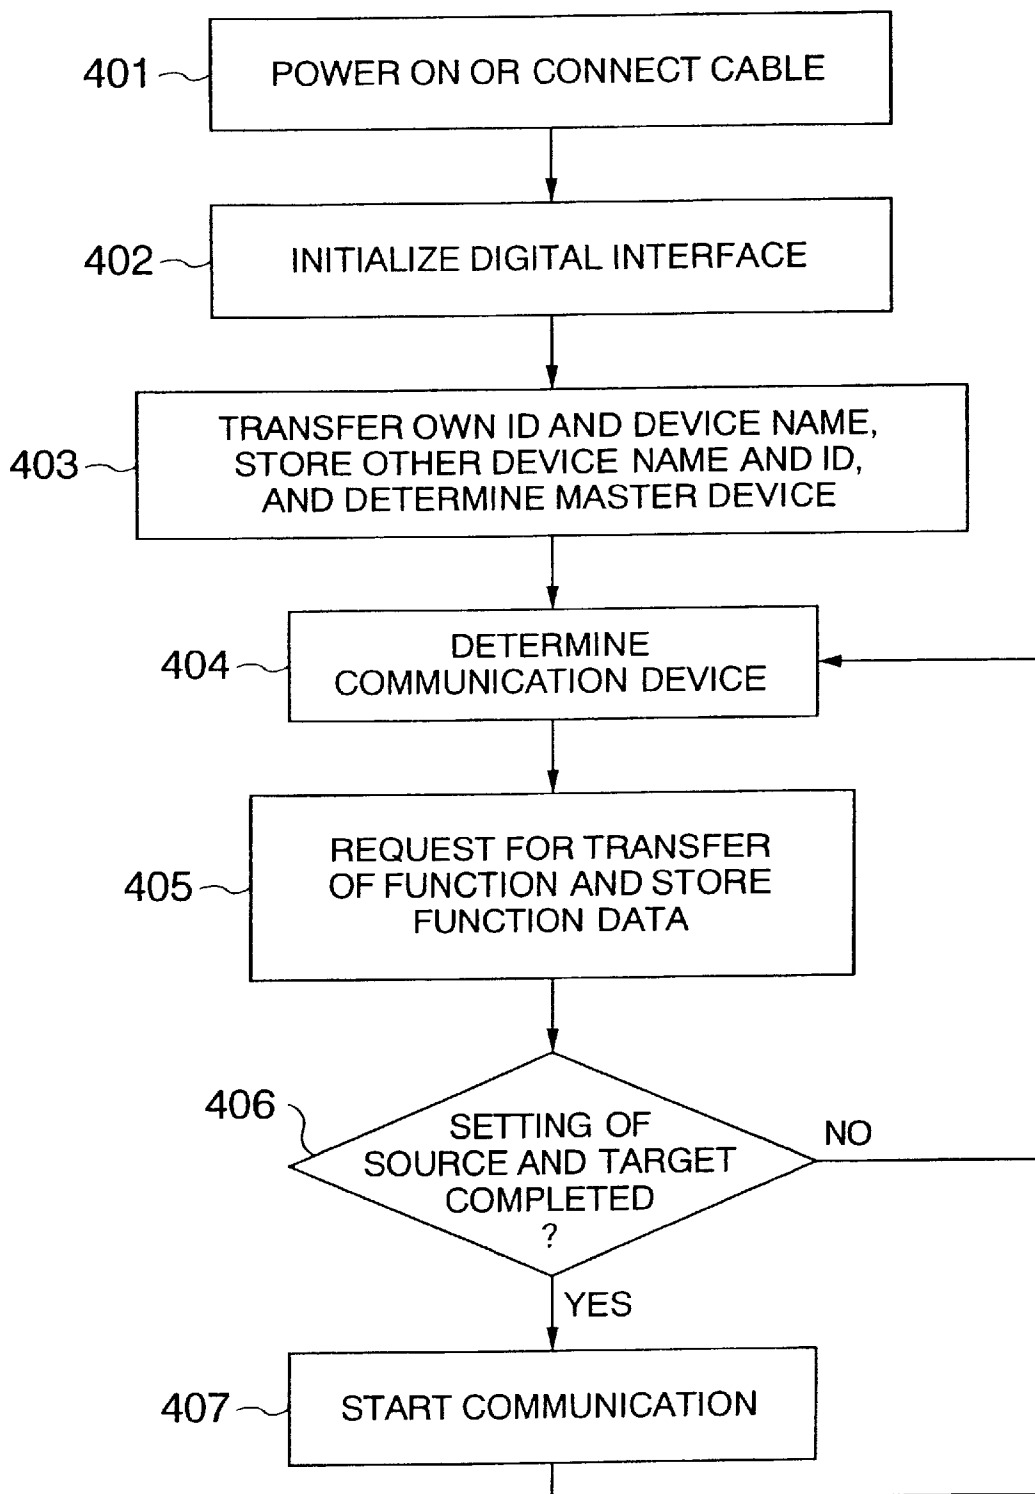 401
POWER ON OR CONNECT CABLE
402
INITIALIZE DIGITAL INTERFACE
403
TRANSFER OWN ID AND DEVICE NAME,
STORE OTHER DEVICE NAME AND ID,
AND DETERMINE MASTER DEVICE
404
DETERMINE
COMMUNICATION DEVICE
405
REQUEST FOR TRANSFER
OF FUNCTION AND STORE
FUNCTION DATA
406
SETTING OF
SOURCE AND TARGET
COMPLETED
?
NO
YES
407
START COMMUNICATION